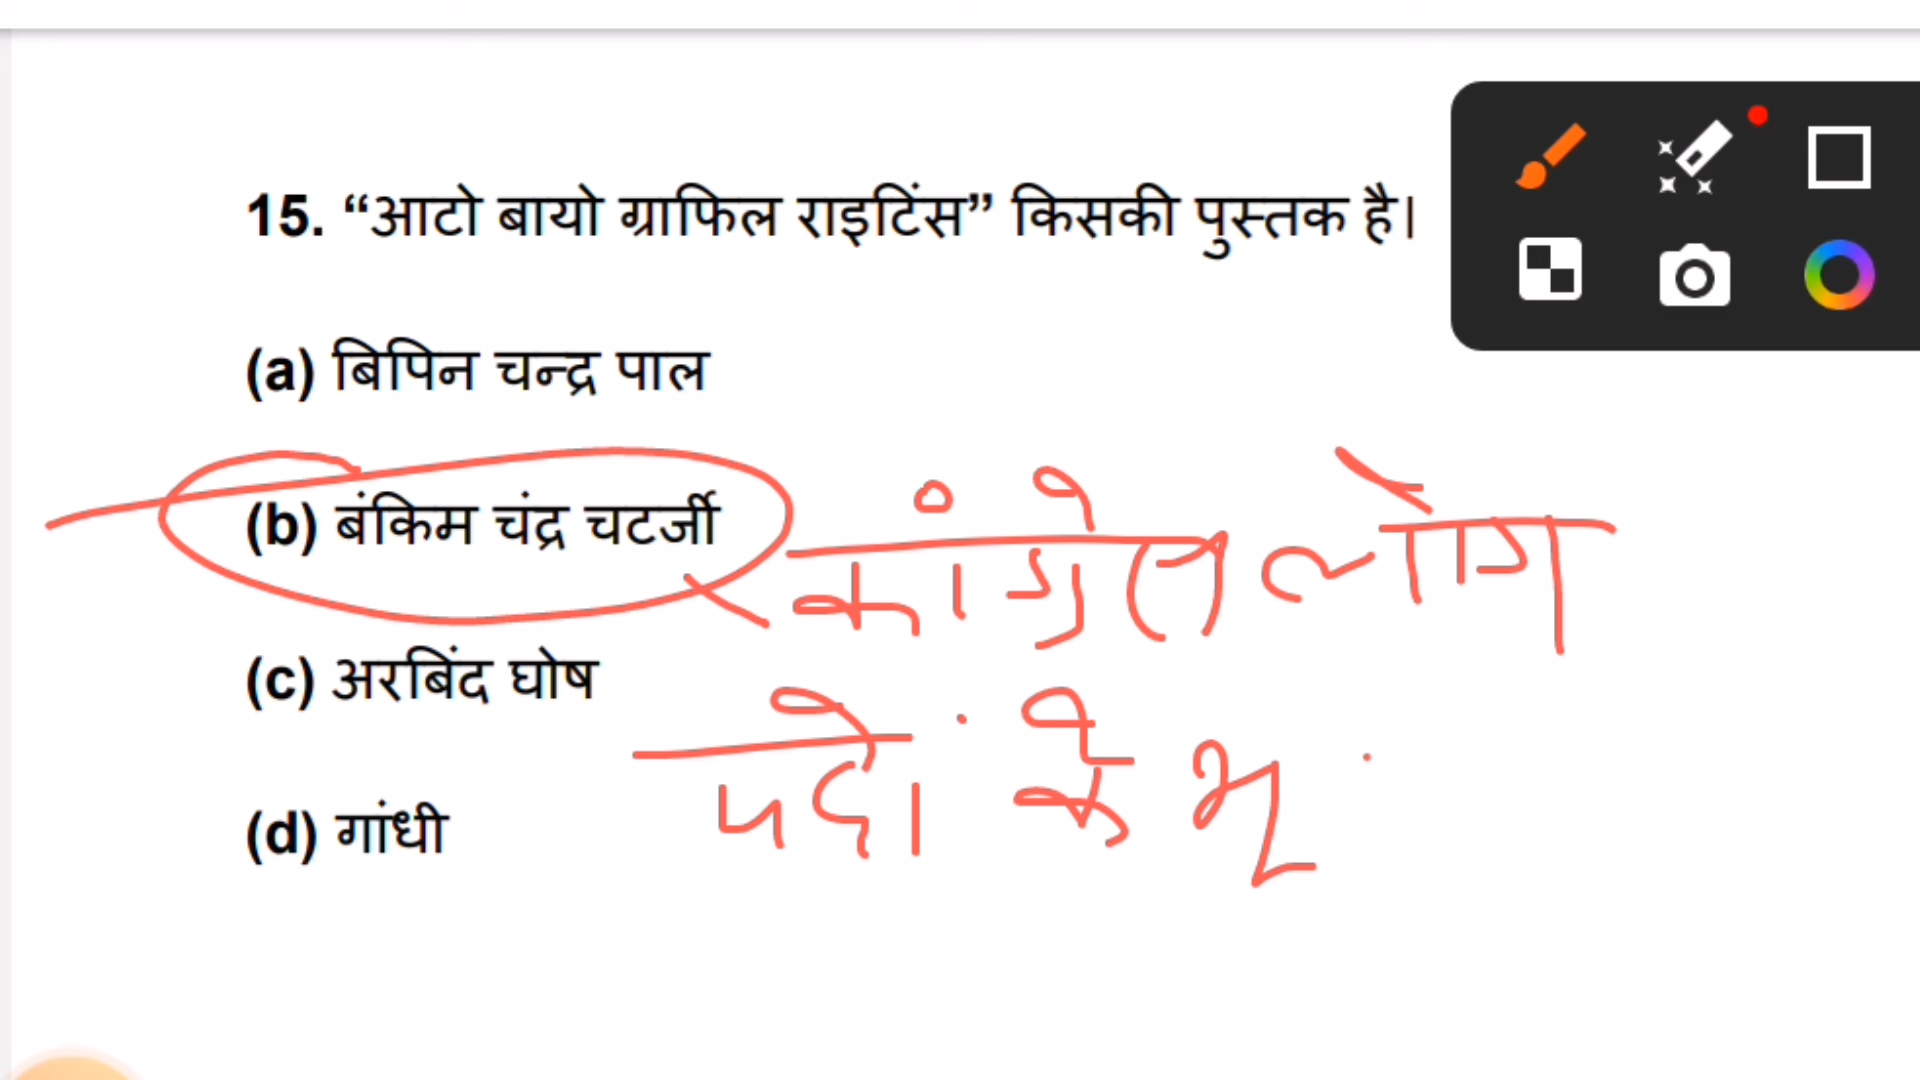 15. “आटो बायो ग्राफिल राइटिंस” किसकी पुस्तक है।
(a) बिपिन चन्द्र पाल
(b) बंकिम चंद्र चटर्जी
कांग्रेस लोग
(c) अरबिंद घोष
पदों के भू
(d) गांधी